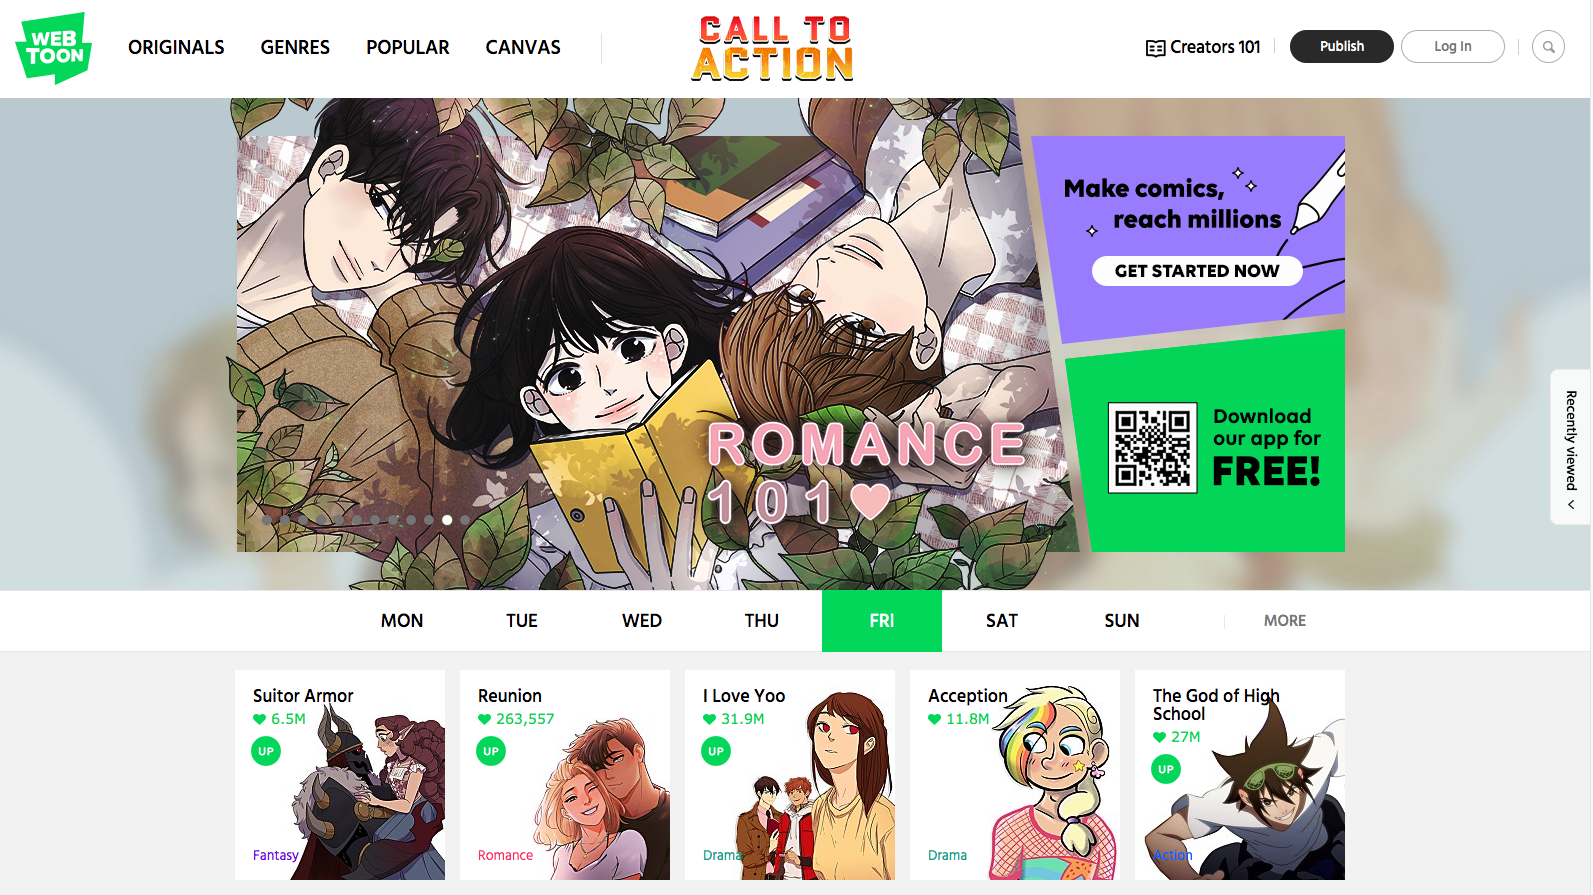 WEB
TOON
ORIGINALS
GENRES
POPULAR
CANVAS
CALL TO
ACTION
Creators 101
Publish
Log In
Make comics,
reach millions
GET STARTED NOW
ROMANCE
101
Download
our app for
FREE!
Recently viewed
MON
TUE
WED
THU
FRI
SAT
SUN
MORE
Suitor Armor
6.5M
UP
Fantasy
Reunion
263,557
UP
Romance
I Love Yoo
31.9M
UP
Drama
Acception
11.8M
Drama
The God of High
School
27M
UP
Action